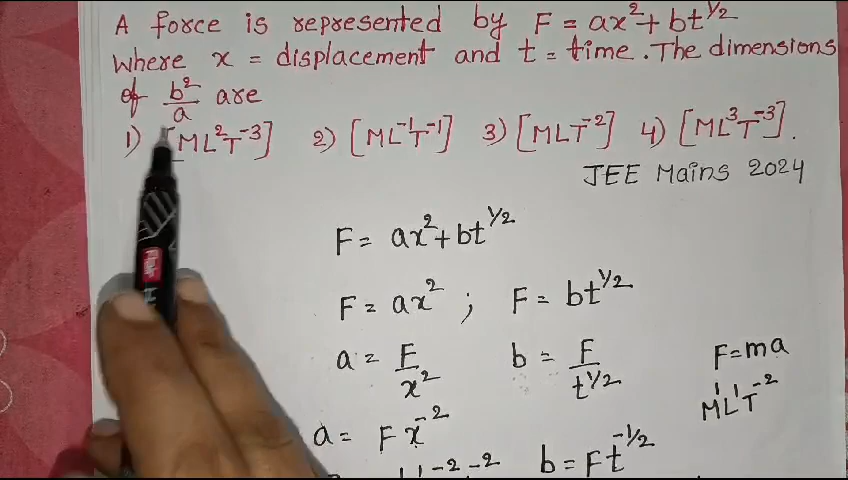 A force is represented by F = ax² + bt^1/2
where x = displacement and t = time. The dimensions
of b²/a are
1) [ML²T⁻³] 2) [ML⁻¹T⁻¹] 3) [MLT⁻²] 4) [ML³T⁻³].
JEE Mains 2024
F = ax² + bt^1/2
F = ax² ; F = bt^1/2
a = F/x² b = F/t^1/2 F = ma
M¹L¹T⁻²
a = Fx⁻² b = Ft^-1/2